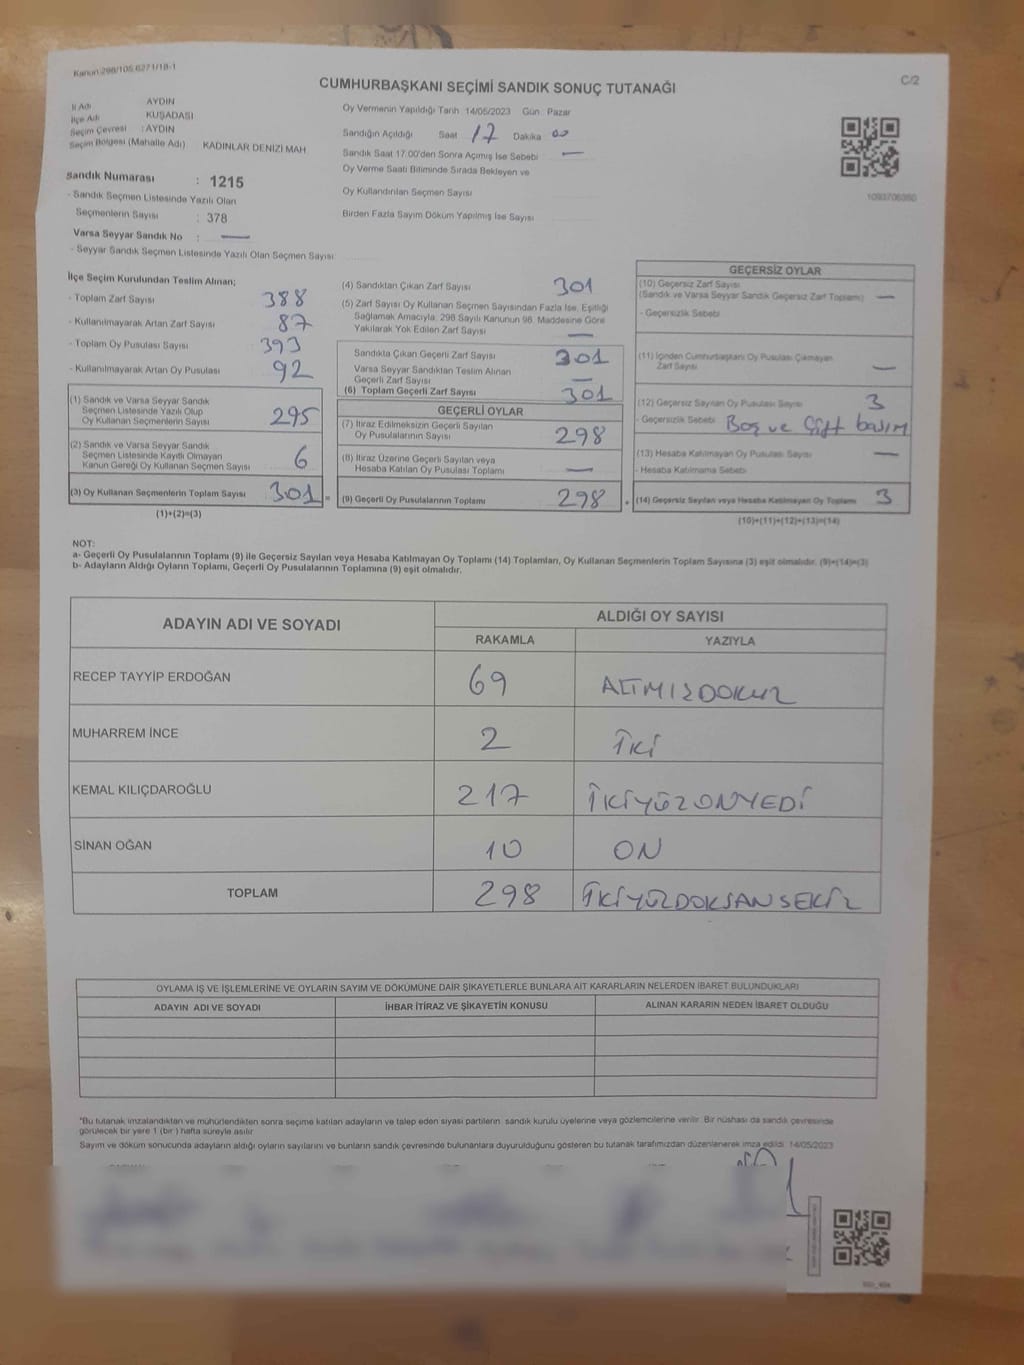 Kanun:298/105,6271/18-1
C/2
CUMHURBAŞKANI SEÇİMİ SANDIK SONUÇ TUTANAĞI
İl Adı AYDIN
İlçe Adı KUŞADASI
Seçim Çevresi : AYDIN
Seçim Bölgesi (Mahalle Adı) KADINLAR DENİZİ MAH.
Sandık Numarası : 1215
- Sandık Seçmen Listesinde Yazılı Olan
Seçmenlerin Sayısı : 378
Varsa Seyyar Sandık No : —
- Seyyar Sandık Seçmen Listesinde Yazılı Olan Seçmen Sayısı
Oy Vermenin Yapıldığı Tarih 14/05/2023 Gün Pazar
Sandığın Açıldığı Saat 17 Dakika 00
Sandık Saat 17.00'den Sonra Açımış İse Sebebi —
Oy Verme Saati Bitiminde Sırada Bekleyen ve
Oy Kullandırılan Seçmen Sayısı
Birden Fazla Sayım Döküm Yapılmış İse Sayısı
1093706360
İlçe Seçim Kurulundan Teslim Alınan;
- Toplam Zarf Sayısı 388
- Kullanılmayarak Artan Zarf Sayısı 87
- Toplam Oy Pusulası Sayısı 393
- Kullanılmayarak Artan Oy Pusulası 92
(1) Sandık ve Varsa Seyyar Sandık
Seçmen Listesinde Yazılı Olup
Oy Kullanan Seçmenlerin Sayısı 295
(2) Sandık ve Varsa Seyyar Sandık
Seçmen Listesinde Kayıtlı Olmayan
Kanun Gereği Oy Kullanan Seçmen Sayısı 6
(3) Oy Kullanan Seçmenlerin Toplam Sayısı 301 =
(1)+(2)=(3)
(4) Sandıktan Çıkan Zarf Sayısı 301
(5) Zarf Sayısı Oy Kullanan Seçmen Sayısından Fazla İse, Eşitliği
Sağlamak Amacıyla; 298 Sayılı Kanunun 98. Maddesine Göre
Yakılarak Yok Edilen Zarf Sayısı —
Sandıkta Çıkan Geçerli Zarf Sayısı 301
Varsa Seyyar Sandıktan Teslim Alınan
Geçerli Zarf Sayısı —
(6) Toplam Geçerli Zarf Sayısı 301
GEÇERLİ OYLAR
(7) İtiraz Edilmeksizin Geçerli Sayılan
Oy Pusulalarının Sayısı 298
(8) İtiraz Üzerine Geçerli Sayılan veya
Hesaba Katılan Oy Pusulası Toplamı —
(9) Geçerli Oy Pusulalarının Toplamı 298 +
GEÇERSİZ OYLAR
(10) Geçersiz Zarf Sayısı
(Sandık ve Varsa Seyyar Sandık Geçersiz Zarf Toplamı) —
- Geçersizlik Sebebi
(11) İçinden Cumhurbaşkanı Oy Pusulası Çıkmayan
Zarf Sayısı —
(12) Geçersiz Sayılan Oy Pusulası Sayısı 3
- Geçersizlik Sebebi Boş ve Çift basım
(13) Hesaba Katılmayan Oy Pusulası Sayısı —
- Hesaba Katılmama Sebebi
(14) Geçersiz Sayılan veya Hesaba Katılmayan Oy Toplamı 3
(10)+(11)+(12)+(13)=(14)
NOT:
a- Geçerli Oy Pusulalarının Toplamı (9) ile Geçersiz Sayılan veya Hesaba Katılmayan Oy Toplamı (14) Toplamları, Oy Kullanan Seçmenlerin Toplam Sayısına (3) eşit olmalıdır. (9)+(14)=(3)
b- Adayların Aldığı Oyların Toplamı, Geçerli Oy Pusulalarının Toplamına (9) eşit olmalıdır.
ADAYIN ADI VE SOYADI
ALDIĞI OY SAYISI
RAKAMLA YAZIYLA
RECEP TAYYİP ERDOĞAN 69 ALTMIŞDOKUZ
MUHARREM İNCE 2 İKİ
KEMAL KILIÇDAROĞLU 217 İKİYÜZONYEDİ
SİNAN OĞAN 10 ON
TOPLAM 298 İKİYÜZDOKSANSEKİZ
OYLAMA İŞ VE İŞLEMLERİNE VE OYLARIN SAYIM VE DÖKÜMÜNE DAİR ŞİKAYETLERLE BUNLARA AİT KARARLARIN NELERDEN İBARET BULUNDUKLARI
ADAYIN ADI VE SOYADI İHBAR İTİRAZ VE ŞİKAYETİN KONUSU ALINAN KARARIN NEDEN İBARET OLDUĞU
*Bu tutanak imzalandıktan ve mühürlendikten sonra seçime katılan adayların ve talep eden siyasi partilerin sandık kurulu üyelerine veya gözlemcilerine verilir. Bir nüshası da sandık çevresinde
görülecek bir yere 1 (bir) hafta süreyle asılır.
Sayım ve döküm sonucunda adayların aldığı oyların sayılarını ve bunların sandık çevresinde bulunanlara duyurulduğunu gösteren bu tutanak tarafımızdan düzenlenerek imza edildi. 14/05/2023